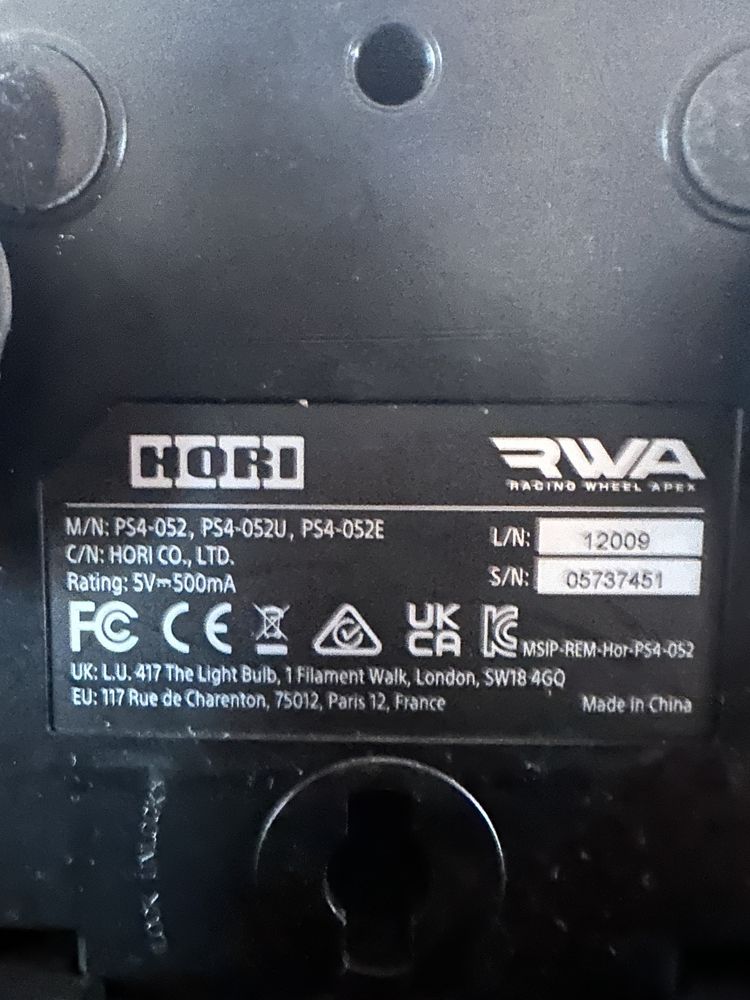 HORI
RWA
RACING WHEEL APEX
M/N: PS4-052, PS4-052U, PS4-052E
L/N: 12009
C/N: HORI CO., LTD.
S/N: 05737451
Rating: 5V⎓500mA
FC CE UK CA
MSIP-REM-Hor-PS4-052
UK: L.U. 417 The Light Bulb, 1 Filament Walk, London, SW18 4GQ
EU: 117 Rue de Charenton, 75012, Paris 12, France
Made in China